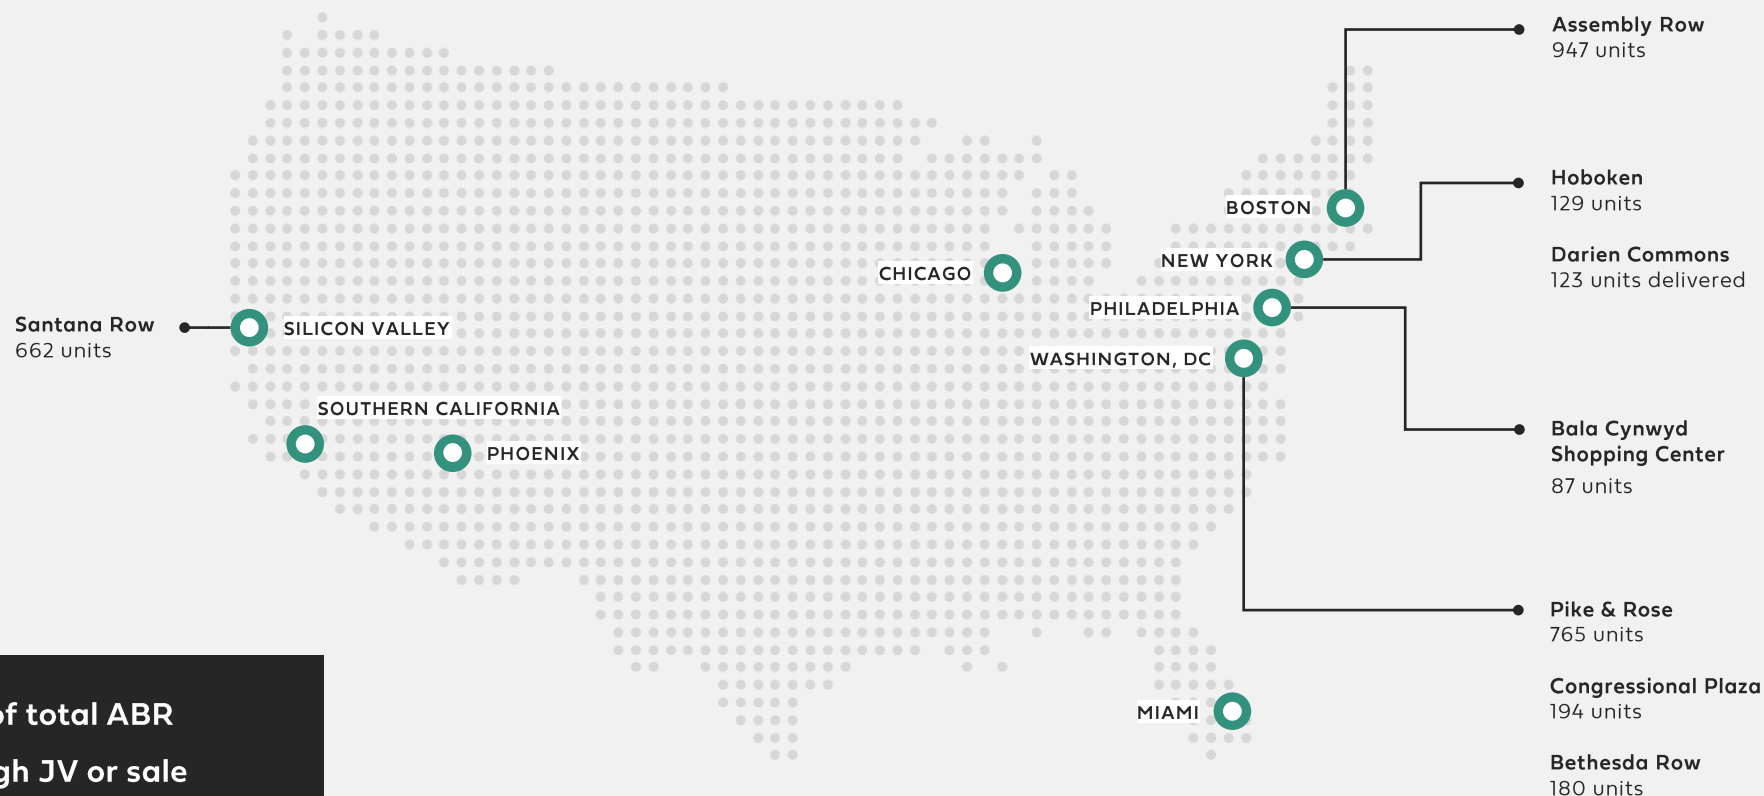 Assembly Row
947 units
Hoboken
129 units
BOSTON
Darien Commons
123 units delivered
NEW YORK
CHICAGO
PHILADELPHIA
Santana Row
662 units
SILICON VALLEY
WASHINGTON, DC
SOUTHERN CALIFORNIA
PHOENIX
Bala Cynwyd
Shopping Center
87 units
Pike & Rose
765 units
Congressional Plaza
194 units
MIAMI
Bethesda Row
180 units
of total ABR
gh JV or sale